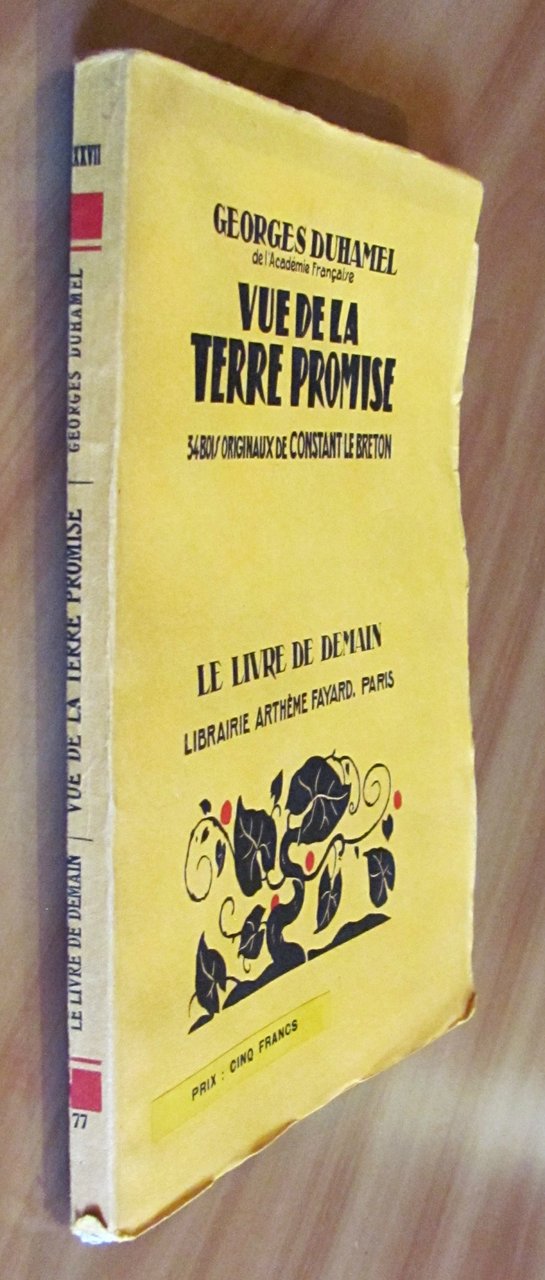 GEORGES DUHAMEL
de l'Académie Française
VUE DE LA
TERRE PROMISE
34 BOIS ORIGINAUX DE CONSTANT LE BRETON
LE LIVRE DE DEMAIN
LIBRAIRIE ARTHÈME FAYARD. PARIS
PRIX : CINQ FRANCS
XXVII
LE LIVRE DE DEMAIN / VUE DE LA TERRE PROMISE / GEORGES DUHAMEL
77